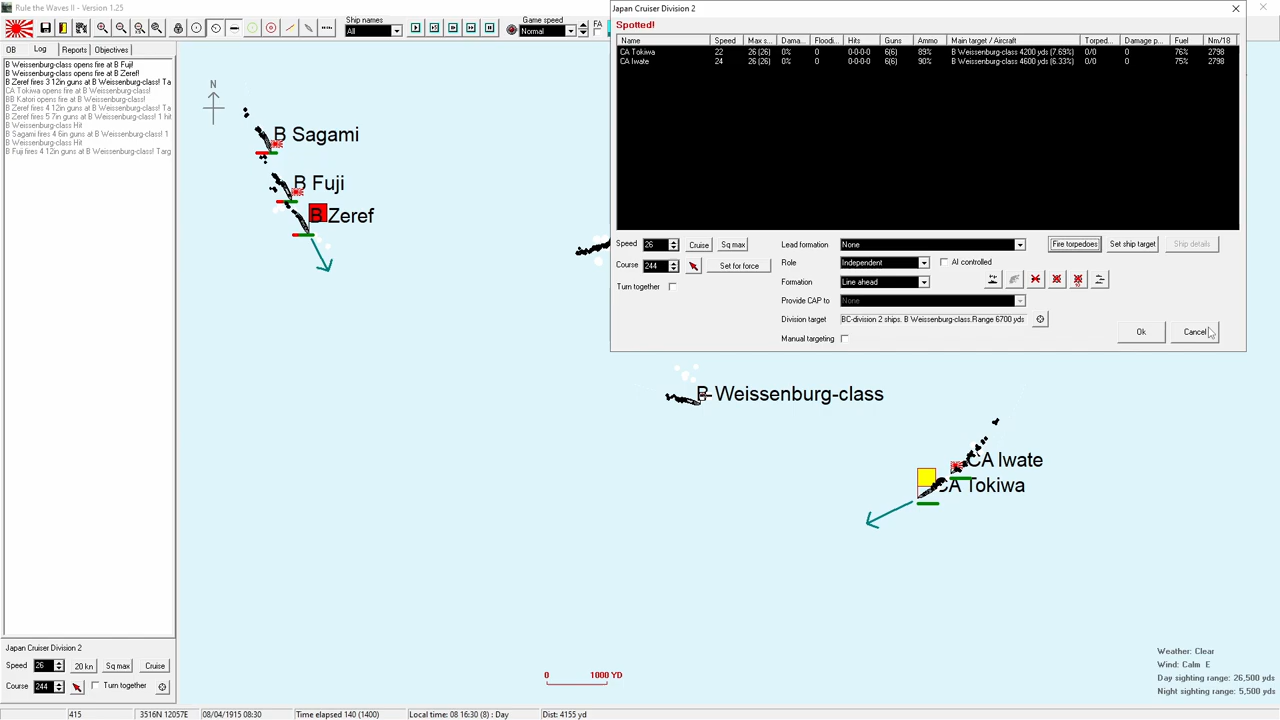 Rule the Waves II - Version 1.25
Ship names
All
Game speed
Normal
FA
OB
Log
Reports
Objectives
B Weissenburg-class opens fire at B Fuji!
B Weissenburg-class opens fire at B Zeref!
B Zeref fires 3 12in guns at B Weissenburg-class! Ta
CA Tokiwa opens fire at B Weissenburg-class!
BB Katori opens fire at B Weissenburg-class!
B Zeref fires 4 12in guns at B Weissenburg-class! Ta
B Zeref fires 5 7in guns at B Weissenburg-class! 1 hit
B Weissenburg-class Hit
B Sagami fires 4 6in guns at B Weissenburg-class! 1
B Weissenburg-class Hit
B Fuji fires 4 12in guns at B Weissenburg-class! Targ
N
B Sagami
B Fuji
B Zeref
B Weissenburg-class
CA Iwate
CA Tokiwa
Japan Cruiser Division 2
Spotted!
Name Speed Max s... Dama... Floodi... Hits Guns Ammo Main target / Aircraft Torped... Damage p... Fuel Nm/18
CA Tokiwa 22 26 (26) 0% 0 0-0-0-0 6(6) 89% B Weissenburg-class 4200 yds (7.69%) 0/0 0 76% 2798
CA Iwate 24 26 (26) 0% 0 0-0-0-0 6(6) 90% B Weissenburg-class 4600 yds (6.33%) 0/0 0 75% 2798
Speed 26 Cruise Sq max
Course 244 Set for force
Turn together
Lead formation None
Role Independent AI controlled
Formation Line ahead
Provide CAP to None
Division target BC-division 2 ships. B Weissenburg-class.Range 6700 yds
Manual targeting
Fire torpedoes Set ship target Ship details
Ok Cancel
0 1000 YD
Weather: Clear
Wind: Calm E
Day sighting range: 26,500 yds
Night sighting range: 5,500 yds
Japan Cruiser Division 2
Speed 26 20 kn Sq max Cruise
Course 244 Turn together
415 3516N 12057E 08/04/1915 08:30 Time elapsed 140 (1400) Local time: 08 16:30 (8) : Day Dist: 4155 yd